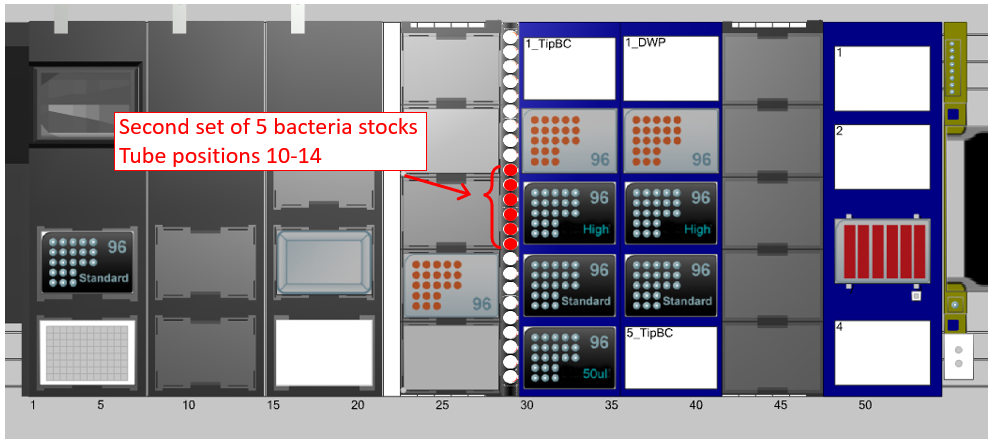 1_TipBC
1_DWP
1
Second set of 5 bacteria stocks
Tube positions 10-14
96
96
2
96
High
96
High
96
Standard
96
96
Standard
96
Standard
96
50ul
5_TipBC
4
1
5
10
15
20
25
30
35
40
45
50